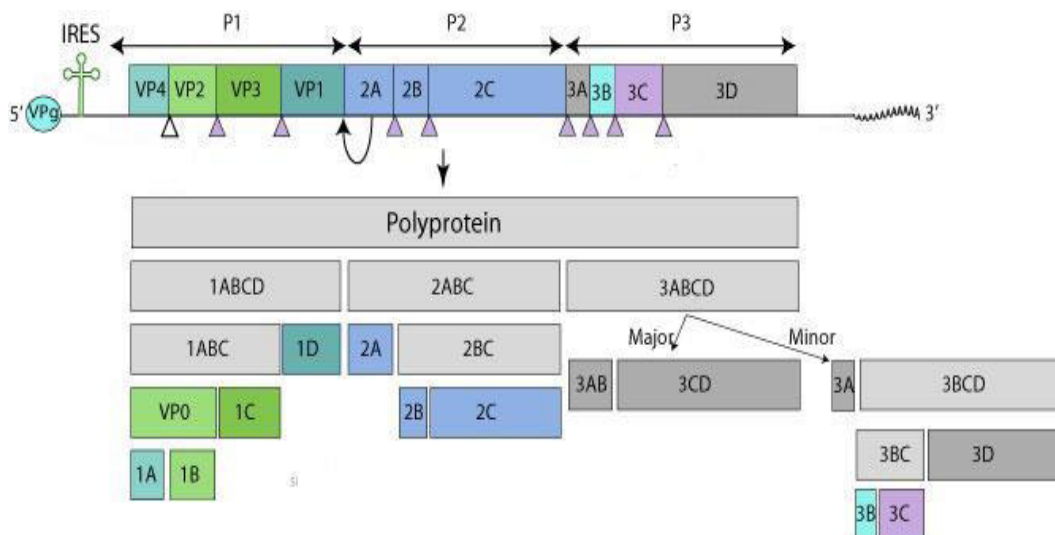 P1 P2 P3
IRES
VP4 VP2 VP3 VP1 2A 2B 2C 3A 3B 3C 3D
5' VPg 3'
Polyprotein
1ABCD 2ABC 3ABCD
Major Minor
1ABC 1D 2A 2BC
3AB 3CD 3A 3BCD
VP0 1C 2B 2C
3BC 3D
1A 1B
si
3B 3C